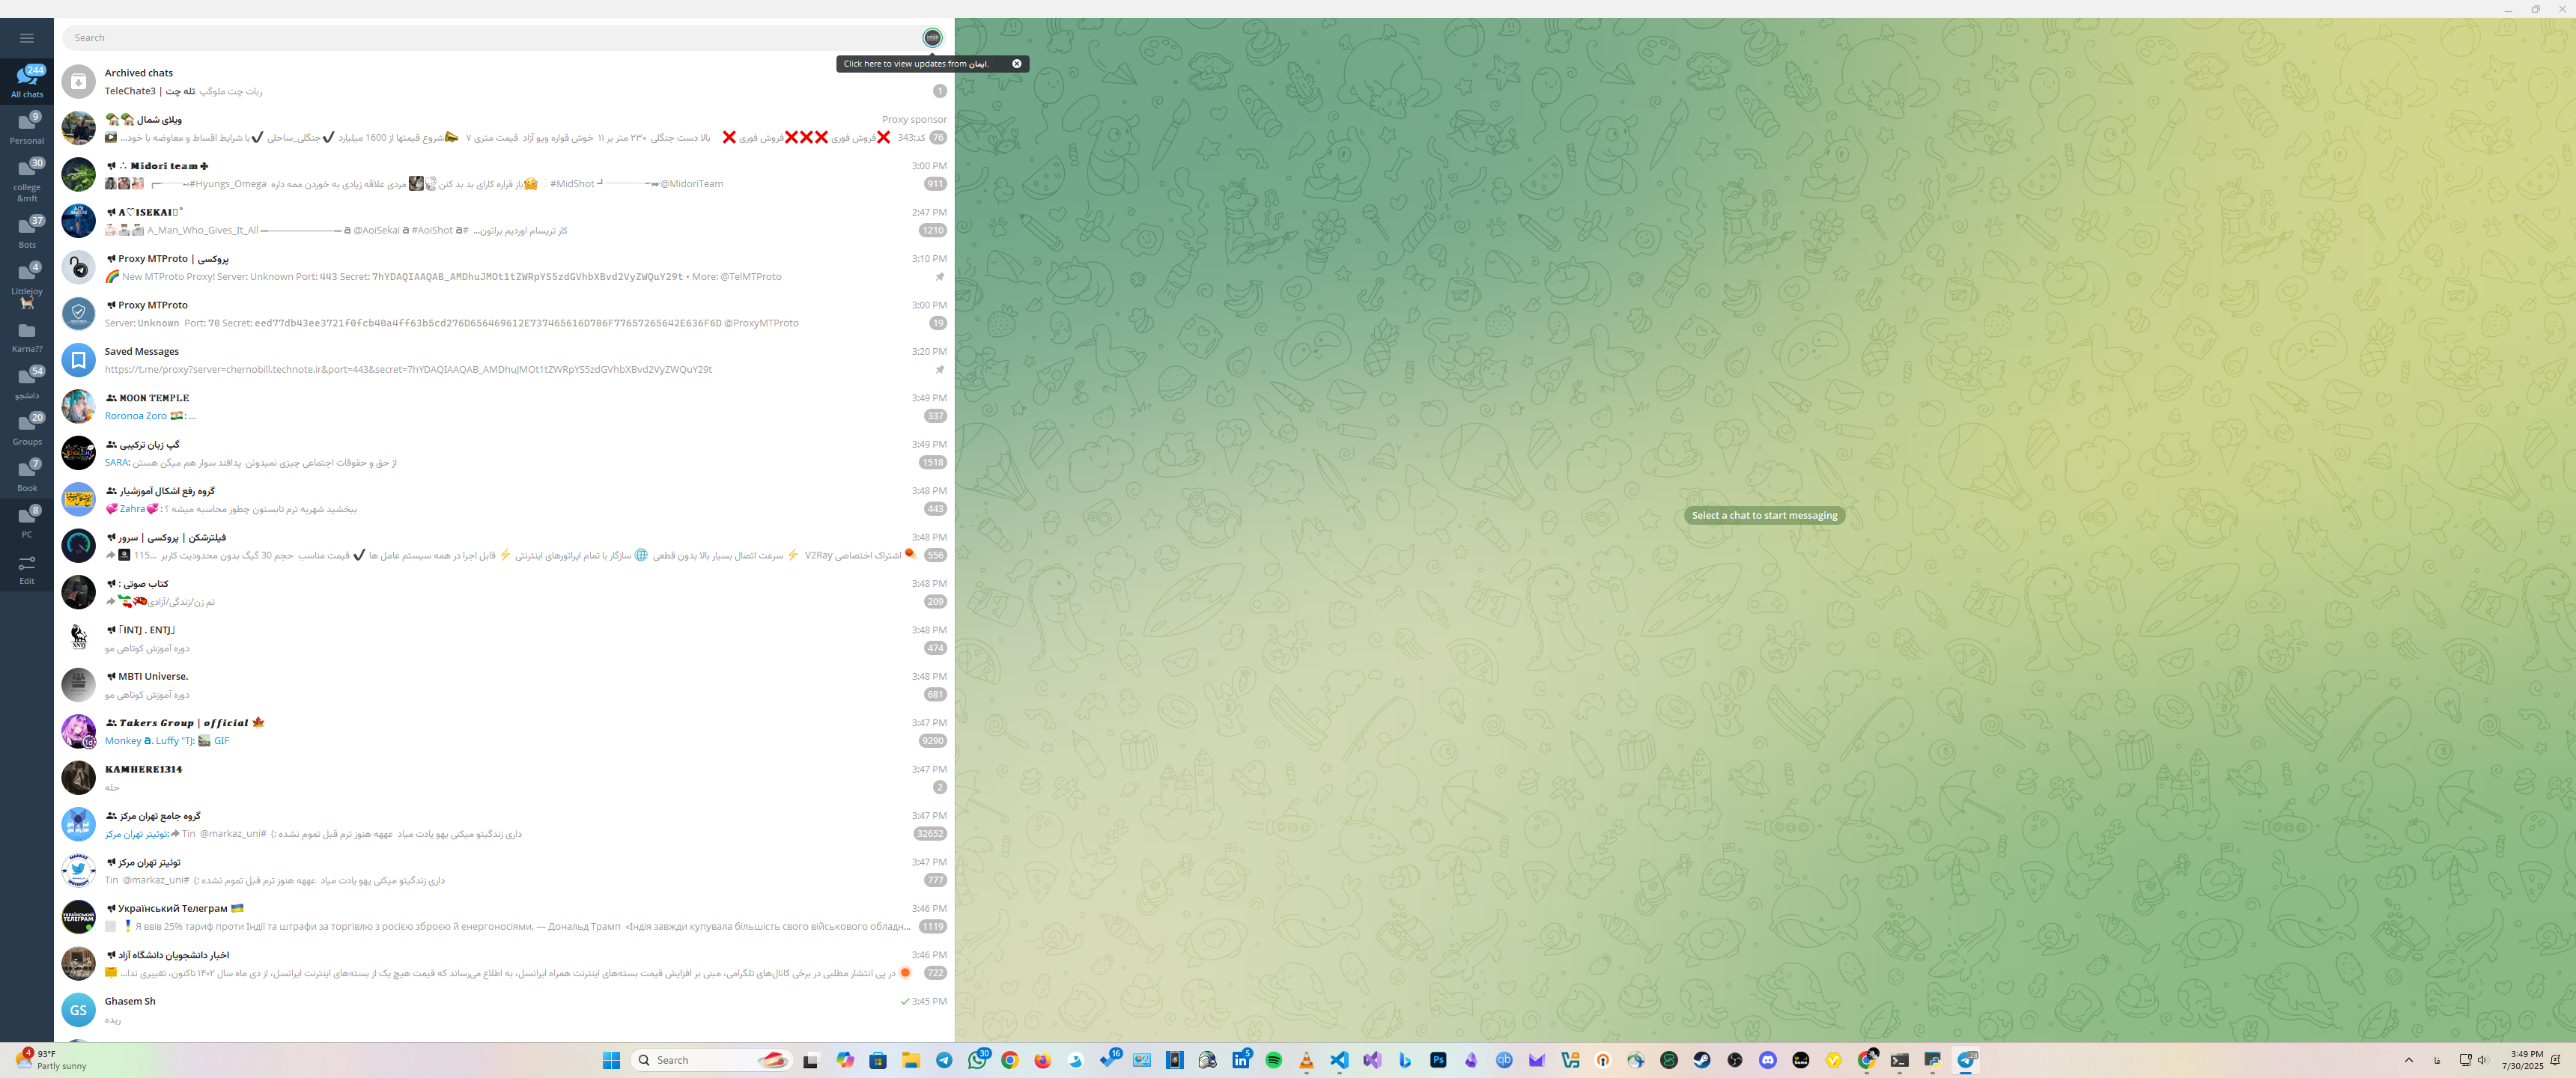 Search
Click here to view updates from ایمان.
244
All chats
9
Personal
30
college
&mft
37
Bots
4
Littlejoy
Karna??
54
دانشجو
20
Groups
7
Book
8
PC
Edit
Archived chats
TeleChate3 | تله چت. ربات چت ملوگپ
1
ویلای شمال
Proxy sponsor
کد:343 ❌فروش فوری ❌❌❌فروش فوری ❌ بالا دست جنگلی ۲۳۰ متر بر ۱۱ خوش قواره ویو آزاد قیمت متری ۷ شروع قیمتها از 1600 میلیارد ✔جنگلی_ساحلی ✔با شرایط اقساط و معاوضه با خود...
76
∴ Midori team ✤
3:00 PM
#Hyungs_Omega مردی علاقه زیادی به خوردن ممه داره باز قراره کارای بد بد کنن #MidShot @MidoriTeam
911
A♡ISEKAI
2:47 PM
A_Man_Who_Gives_It_All a @AoiSekai a #AoiShot a# کار تریسام اوردیم براتون...
1210
Proxy MTProto | پروکسی
3:10 PM
New MTProto Proxy! Server: Unknown Port: 443 Secret: 7hYDAQIAAQAB_AMDhuJMOt1tZWRpYS5zdGVhbXBvd2VyZWQuY29t • More: @TelMTProto
Proxy MTProto
3:00 PM
Server: Unknown Port: 70 Secret: eed77db43ee3721f0fcb40a4ff63b5cd276D656469612E737465616D706F77657265642E636F6D @ProxyMTProto
19
Saved Messages
3:20 PM
https://t.me/proxy?server=chernobill.technote.ir&port=443&secret=7hYDAQIAAQAB_AMDhuJMOt1tZWRpYS5zdGVhbXBvd2VyZWQuY29t
MOON TEMPLE
3:49 PM
Roronoa Zoro 🇮🇳: ...
337
گپ زبان ترکیبی
3:49 PM
SARA: از حق و حقوقات اجتماعی چیزی نمیدونن پدافند سوار هم میگن هستن
1518
گروه رفع اشکال آموزشیار
3:48 PM
💞Zahra💞: ببخشید شهریه ترم تابستون چطور محاسبه میشه ؟
443
فیلترشکن | پروکسی | سرور
3:48 PM
اشتراک اختصاصی V2Ray ⚡ سرعت اتصال بسیار بالا بدون قطعی 🌐 سازگار با تمام اپراتورهای اینترنتی ⚡ قابل اجرا در همه سیستم عامل ها ✔ قیمت مناسب حجم 30 گیگ بدون محدودیت کاربر 115...
556
کتاب صوتی :
3:48 PM
تم زن/زندگی/آزادی
209
「INTJ . ENTJ」
3:48 PM
دوره آموزش کوتاهی مو
474
MBTI Universe.
3:48 PM
دوره آموزش کوتاهی مو
681
Takers Group | official 🍁
3:47 PM
Monkey a. Luffy "TJ: GIF
9290
KAMHERE1314
3:47 PM
حله
2
گروه جامع تهران مرکز
3:47 PM
توئیتر تهران مرکز: Tin @markaz_uni# داری زندگیتو میکنی یهو یادت میاد عههه هنوز ترم قبل تموم نشده :)
32652
توئیتر تهران مرکز
3:47 PM
Tin @markaz_uni# داری زندگیتو میکنی یهو یادت میاد عههه هنوز ترم قبل تموم نشده :)
777
Український Телеграм 🇺🇦
3:46 PM
Я ввів 25% тариф проти Індії та штрафи за торгівлю з росією зброєю й енергоносіями, — Дональд Трамп «Індія завжди купувала більшість свого військового обладн...
1119
اخبار دانشجویان دانشگاه آزاد
3:46 PM
در پی انتشار مطلبی در برخی کانال‌های تلگرامی، مبنی بر افزایش قیمت بسته‌های اینترنت همراه ایرانسل، به اطلاع می‌رساند که قیمت هیچ یک از بسته‌های اینترنت ایرانسل، از دی ماه سال ۱۴۰۲ تاکنون، تغییری ندا...
722
GS
Ghasem Sh
3:45 PM
ریده
Select a chat to start messaging
4
93°F
Partly sunny
Search
30
16
5
فا
3:49 PM
7/30/2025